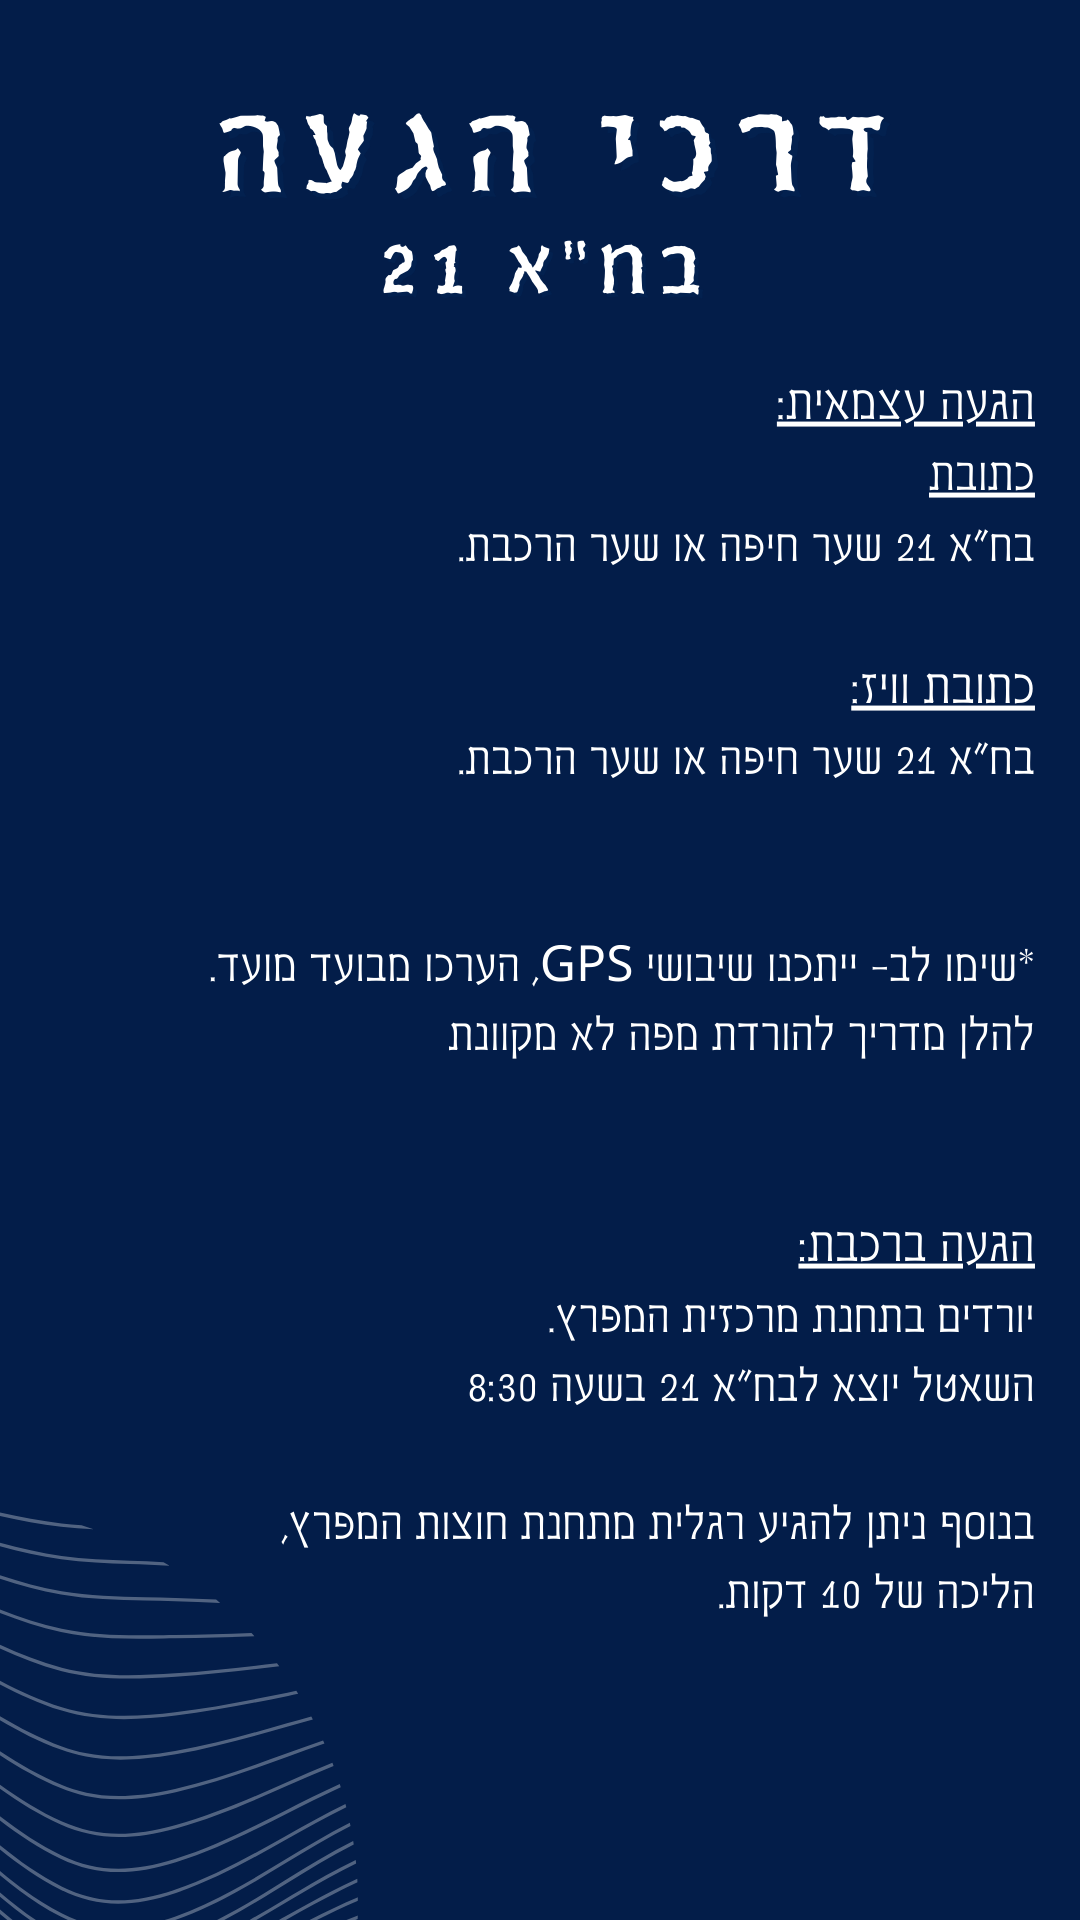 דרכי הגעה
בח"א 21
הגעה עצמאית:
כתובת
בח״א 21 שער חיפה או שער הרכבת.
כתובת וויז:
בח״א 21 שער חיפה או שער הרכבת.
*שימו לב- ייתכנו שיבושי GPS, הערכו מבועד מועד.
להלן מדריך להורדת מפה לא מקוונת
הגעה ברכבת:
יורדים בתחנת מרכזית המפרץ.
השאטל יוצא לבח״א 21 בשעה 8:30
בנוסף ניתן להגיע רגלית מתחנת חוצות המפרץ,
הליכה של 10 דקות.